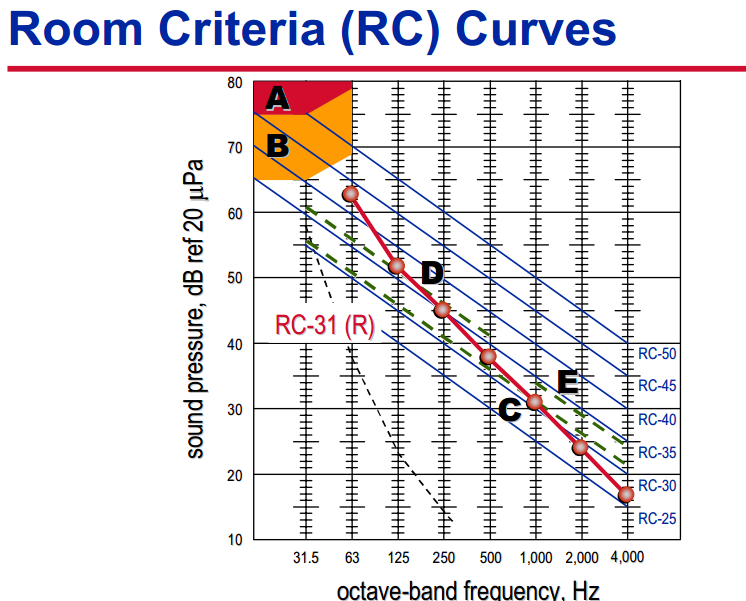 Room Criteria (RC) Curves
80
A
70
B
60
50
D
RC-31 (R)
40
RC-50
E
RC-45
30
C
RC-40
RC-35
20
RC-30
RC-25
10
31.5 63 125 250 500 1,000 2,000 4,000
sound pressure, dB ref 20 μPa
octave-band frequency, Hz